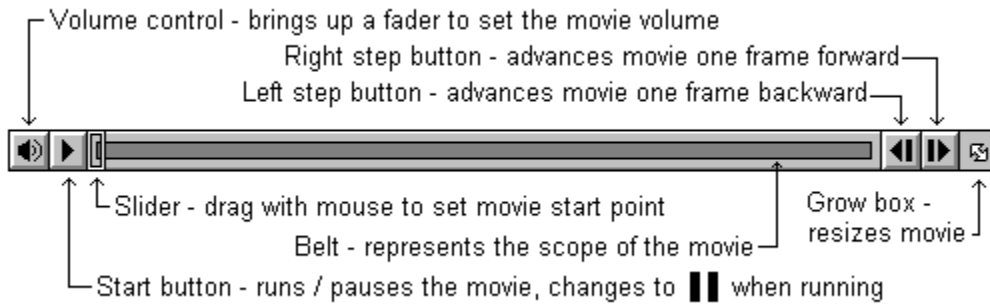 Volume control - brings up a fader to set the movie volume
Right step button - advances movie one frame forward
Left step button - advances movie one frame backward
Slider - drag with mouse to set movie start point
Grow box -
resizes movie
Belt - represents the scope of the movie
Start button - runs / pauses the movie, changes to when running